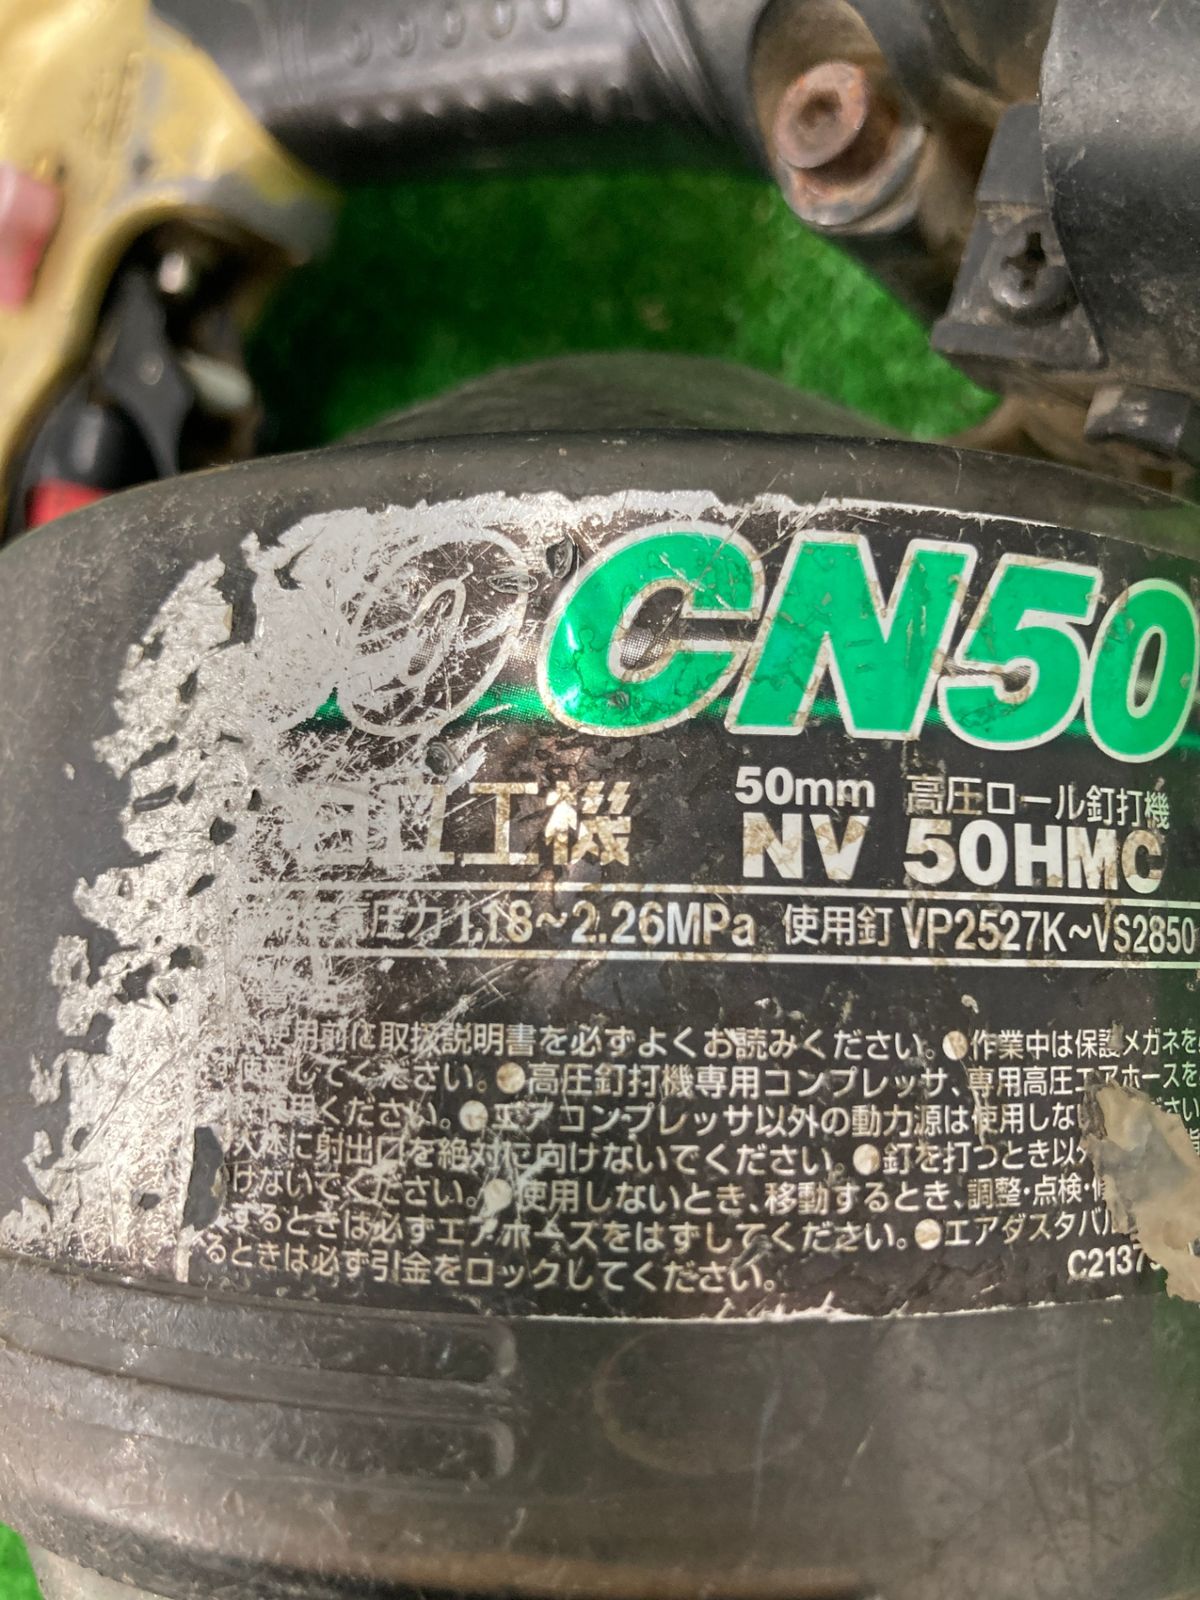 CN50
工機
50mm 高圧ロール釘打機
NV 50HMC
圧力 1.18～2.26MPa 使用釘 VP2527K～VS2850
使用前に取扱説明書を必ずよくお読みください。●作業中は保護メガネを
してください。●高圧釘打機専用コンプレッサ、専用高圧エアホースを
ください。●エアコンプレッサ以外の動力源は使用しない ださい
人体に射出口を絶対に向けないでください。●釘を打つとき以外
けないでください。●使用しないとき、移動するとき、調整・点検・修
するときは必ずエアホースをはずしてください。●エアダスタバル
るときは必ず引金をロックしてください。
C2137